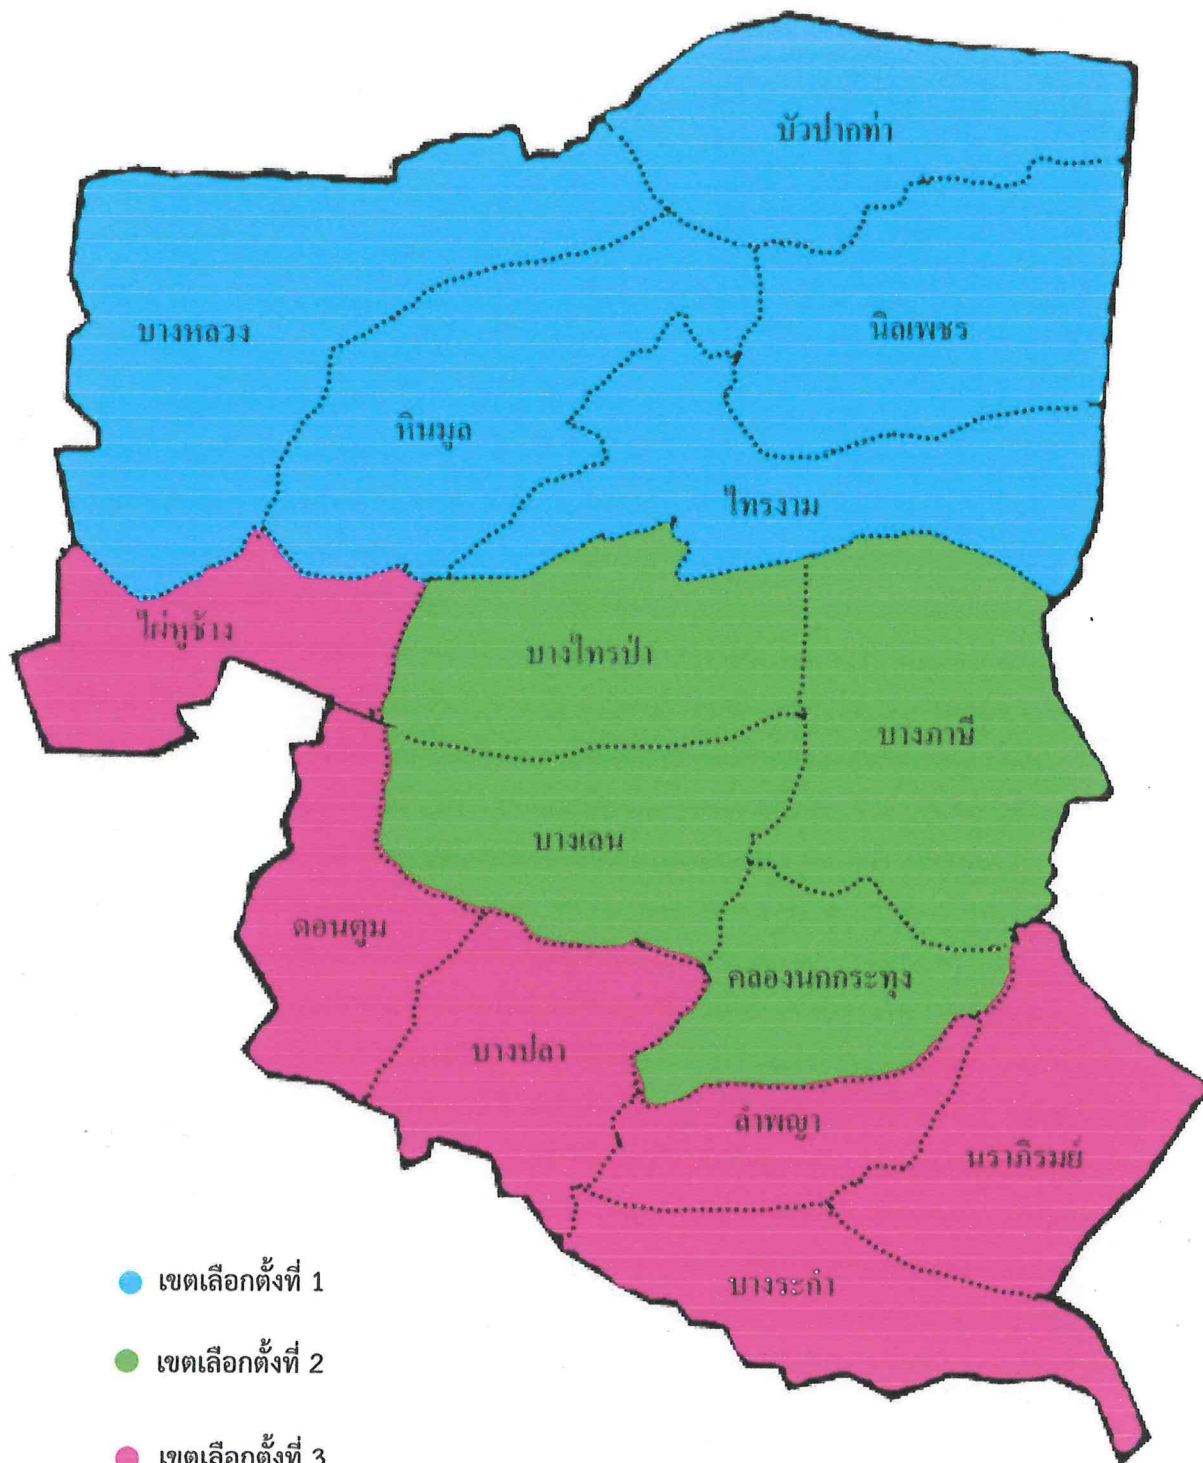 บัวปากท่า
บางหลวง
นิลเพชร
หินมูล
ไทรงาม
ไผ่หูช้าง
บางไทรป่า
บางภาษี
บางเลน
ดอนตูม
คลองนกกระทุง
บางปลา
ลำพญา
นราภิรมย์
บางระกำ
เขตเลือกตั้งที่ 1
เขตเลือกตั้งที่ 2
เขตเลือกตั้งที่ 3